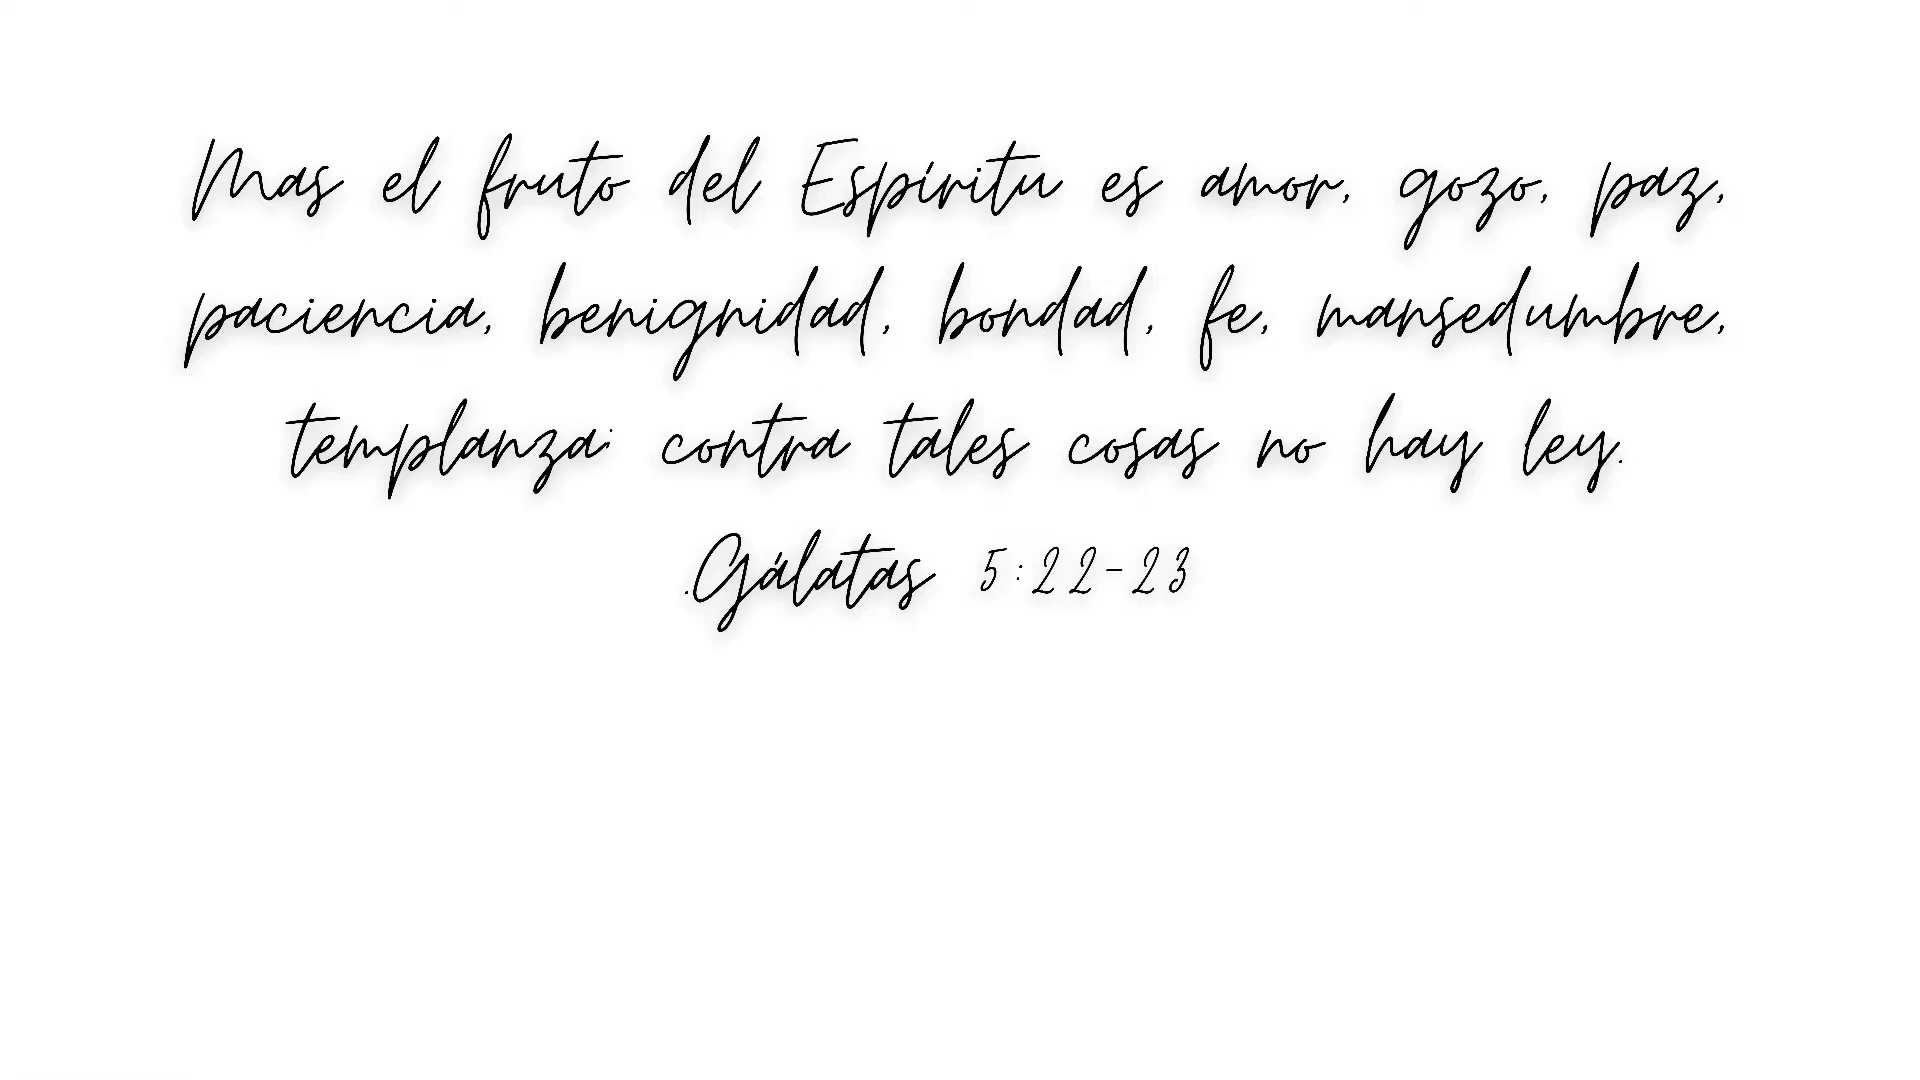 Mas el fruto del Espíritu es amor, gozo, paz,
paciencia, benignidad, bondad, fe, mansedumbre,
templanza; contra tales cosas no hay ley.
.Gálatas 5:22-23